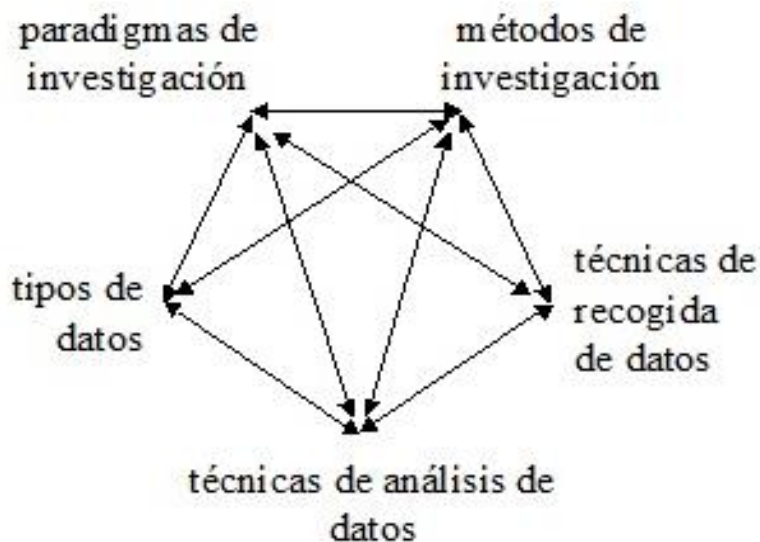 paradigmas de
investigación
métodos de
investigación
tipos de
datos
técnicas de
recogida
de datos
técnicas de análisis de
datos